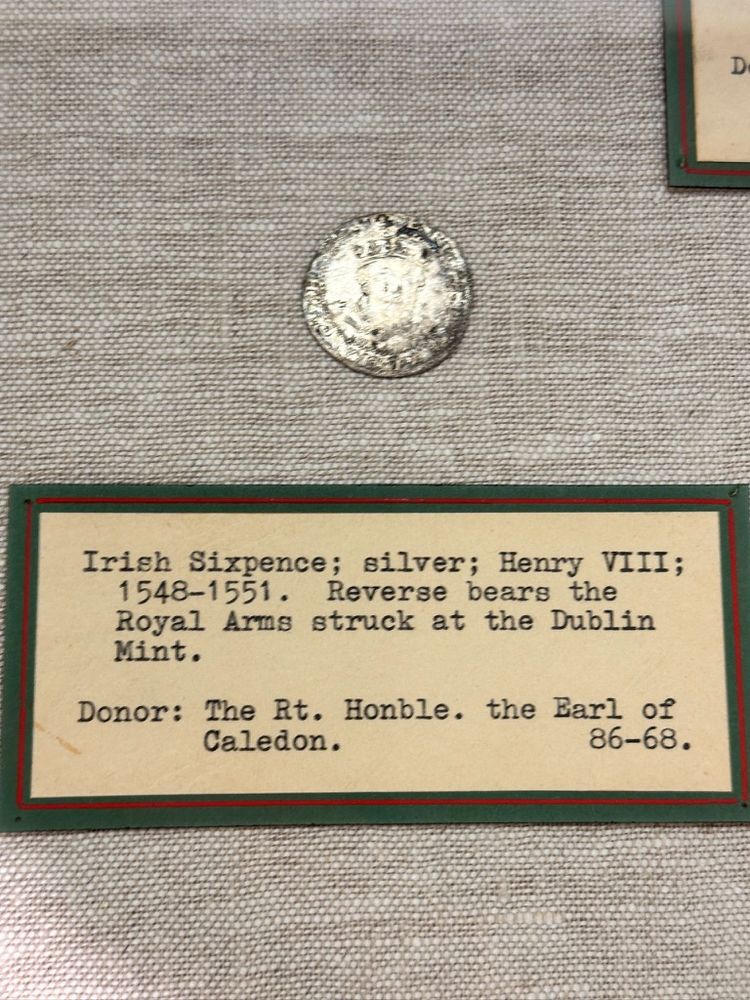 Irish Sixpence; silver; Henry VIII;
1548-1551. Reverse bears the
Royal Arms struck at the Dublin
Mint.
Donor: The Rt. Honble. the Earl of
Caledon. 86-68.